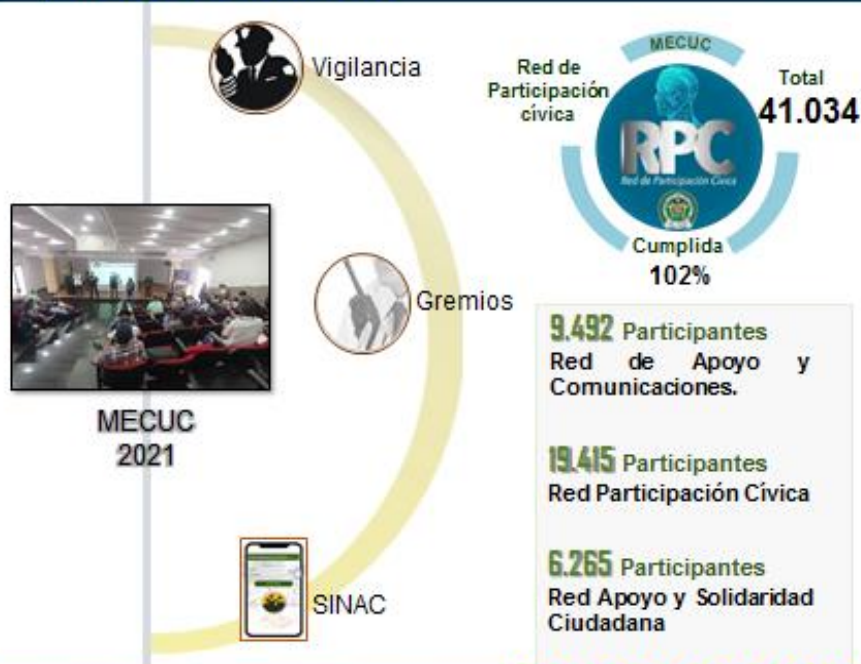 Vigilancia
Gremios
SINAC
MECUC
2021
MECUC
Red de
Participación
cívica
Total
41.034
RPC
Red de Participación Cívica
Cumplida
102%
9.492 Participantes
Red de Apoyo y
Comunicaciones.
19.415 Participantes
Red Participación Cívica
6.265 Participantes
Red Apoyo y Solidaridad
Ciudadana